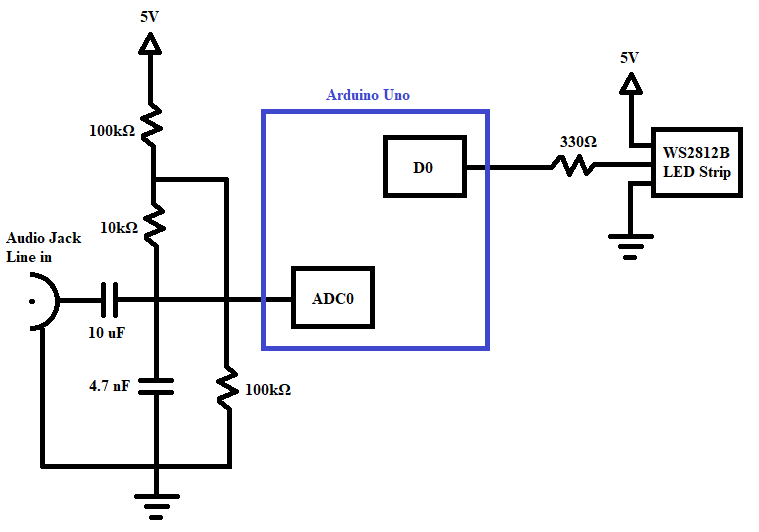 5V
5V
Arduino Uno
100kΩ
330Ω
WS2812B
LED Strip
D0
10kΩ
Audio Jack
Line in
ADC0
10 uF
4.7 nF
100kΩ